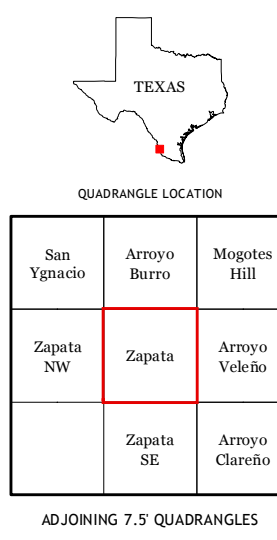 TEXAS
QUADRANGLE LOCATION
San
Ygnacio
Arroyo
Burro
Mogotes
Hill
Zapata
NW
Zapata
Arroyo
Veleño
Zapata
SE
Arroyo
Clareño
ADJOINING 7.5' QUADRANGLES